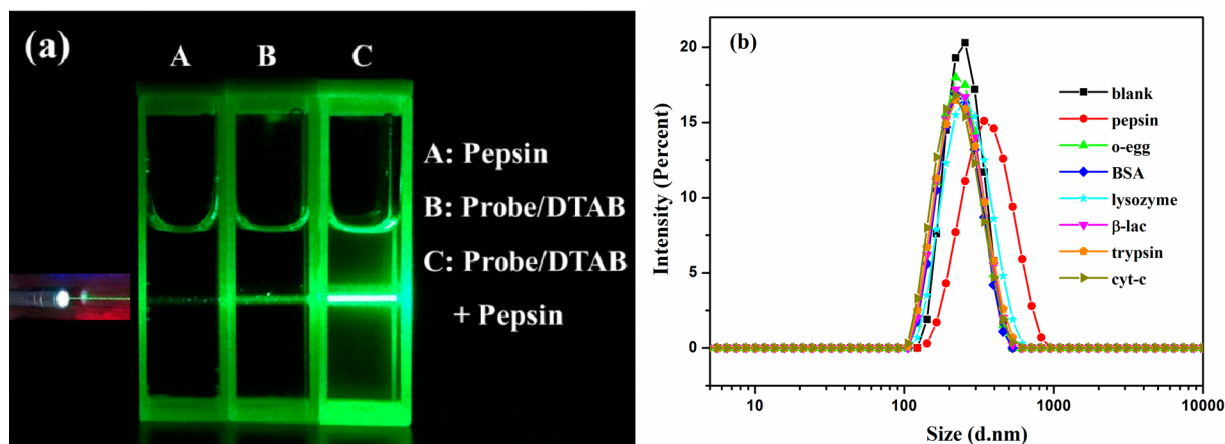 (a)
A B C
A: Pepsin
B: Probe/DTAB
C: Probe/DTAB
+ Pepsin
(b)
20
15
10
5
0
Intensity (Percent)
blank
pepsin
o-egg
BSA
lysozyme
β-lac
trypsin
cyt-c
10 100 1000 10000
Size (d.nm)